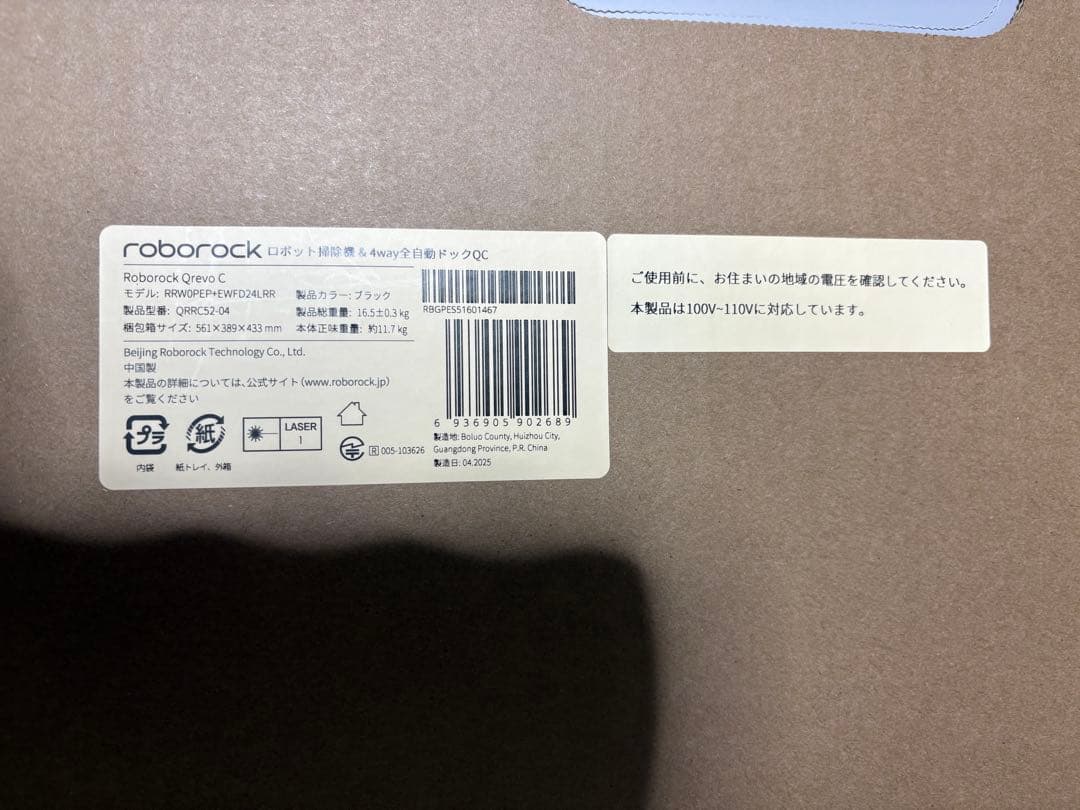 roborock ロボット掃除機 & 4way全自動ドックQC
Roborock Qrevo C
モデル: RRW0PEP+EWFD24LRR 製品カラー: ブラック
製品型番: QRRC52-04 製品総重量: 16.5±0.3 kg
梱包箱サイズ: 561×389×433 mm 本体正味重量: 約11.7 kg
Beijing Roborock Technology Co., Ltd.
中国製
本製品の詳細については、公式サイト(www.roborock.jp)
をご覧ください
プラ
内袋
紙
紙トレイ、外箱
LASER
1
R 005-103626
RBGPES51601467
6 936905 902689
製造地: Boluo County, Huizhou City,
Guangdong Province, P.R. China
製造日: 04.2025
ご使用前に、お住まいの地域の電圧を確認してください。
本製品は100V~110Vに対応しています。